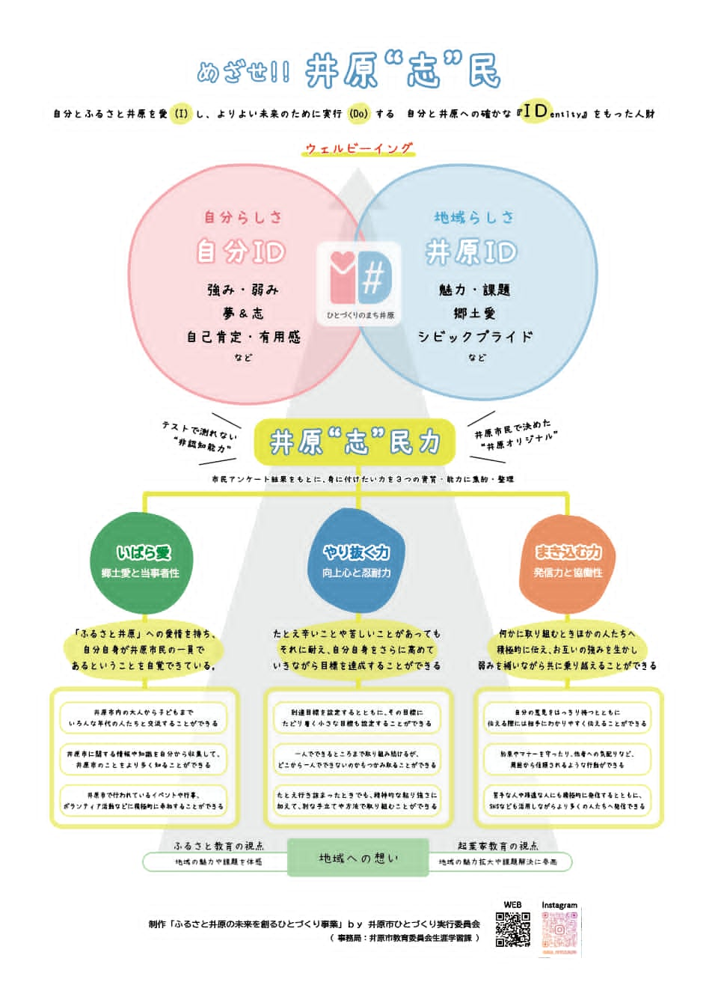 めざせ!! 井原“志”民
自分とふるさと井原を愛(I)し、よりよい未来のために実行(Do)する 自分と井原への確かな『IDentity』をもった人財
ウェルビーイング
自分らしさ
自分ID
強み・弱み
夢&志
自己肯定・有用感
など
地域らしさ
井原ID
魅力・課題
郷土愛
シビックプライド
など
ID#
ひとづくりのまち井原
テストで測れない
“非認知能力”
井原“志”民力
井原市民で決めた
“井原オリジナル”
市民アンケート結果をもとに、身に付けたい力を3つの資質・能力に集約・整理
いばら愛
郷土愛と当事者性
「ふるさと井原」への愛情を持ち、
自分自身が井原市民の一員で
あるということを自覚できている。
井原市内の大人から子どもまで
いろんな年代の人たちと交流することができる
井原市に関する情報や知識を自分から収集して、
井原市のことをより多く知ることができる
井原市で行われているイベントや行事、
ボランティア活動などに積極的に参加することができる
やり抜く力
向上心と忍耐力
たとえ辛いことや苦しいことがあっても
それに耐え、自分自身をさらに高めて
いきながら目標を達成することができる
到達目標を設定するとともに、その目標に
たどり着く小さな目標も設定することができる
一人でできるところまで取り組み続けるが、
どこから一人でできないのかもつかみ取ることができる
たとえ行き詰まったときでも、精神的な粘り強さに
加えて、別な手立てや方法で取り組むことができる
まき込む力
発信力と協働性
何かに取り組むときほかの人たちへ
積極的に伝え、お互いの強みを生かし
弱みを補いながら共に乗り越えることができる
自分の意見をはっきり持つとともに
伝える際には相手にわかりやすく伝えることができる
約束やマナーを守ったり、他者への気配りなど、
周囲から信頼されるような行動ができる
苦手な人や疎遠な人にも積極的に発信するとともに、
SNSなども活用しながらより多くの人たちへ発信できる
ふるさと教育の視点
地域の魅力や課題を体感
地域への想い
起業家教育の視点
地域の魅力拡大や課題解決に参画
制作「ふるさと井原の未来を創るひとづくり事業」by 井原市ひとづくり実行委員会
(事務局:井原市教育委員会生涯学習課)
WEB
Instagram